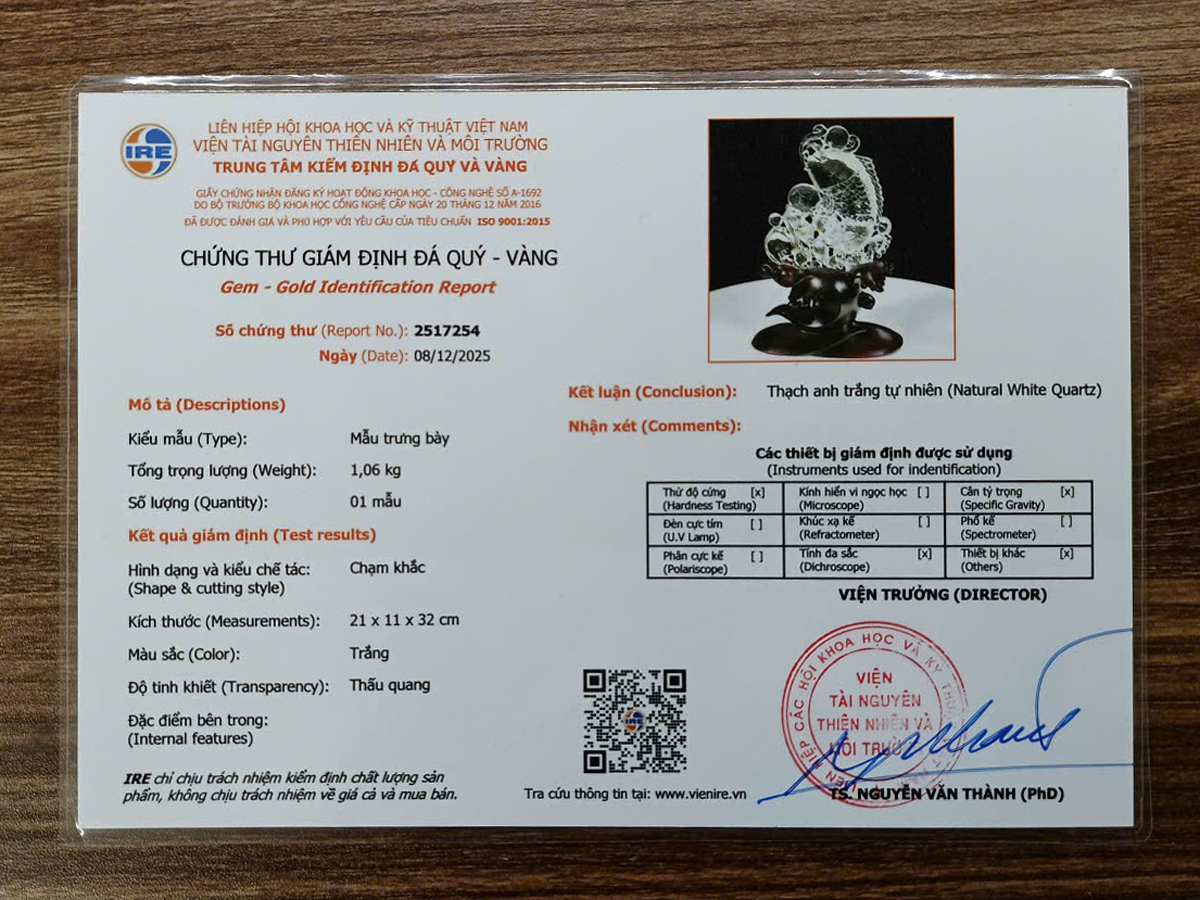 IRE
LIÊN HIỆP HỘI KHOA HỌC VÀ KỸ THUẬT VIỆT NAM
VIỆN TÀI NGUYÊN THIÊN NHIÊN VÀ MÔI TRƯỜNG
TRUNG TÂM KIỂM ĐỊNH ĐÁ QUÝ VÀ VÀNG
GIẤY CHỨNG NHẬN ĐĂNG KÝ HOẠT ĐỘNG KHOA HỌC - CÔNG NGHỆ SỐ A-1692
DO BỘ TRƯỞNG BỘ KHOA HỌC CÔNG NGHỆ CẤP NGÀY 20 THÁNG 12 NĂM 2016
ĐÃ ĐƯỢC ĐÁNH GIÁ VÀ PHÙ HỢP VỚI YÊU CẦU CỦA TIÊU CHUẨN ISO 9001:2015
CHỨNG THƯ GIÁM ĐỊNH ĐÁ QUÝ - VÀNG
Gem - Gold Identification Report
Số chứng thư (Report No.): 2517254
Ngày (Date): 08/12/2025
Mô tả (Descriptions)
Kiểu mẫu (Type): Mẫu trưng bày
Tổng trọng lượng (Weight): 1,06 kg
Số lượng (Quantity): 01 mẫu
Kết quả giám định (Test results)
Hình dạng và kiểu chế tác: Chạm khắc
(Shape & cutting style)
Kích thước (Measurements): 21 x 11 x 32 cm
Màu sắc (Color): Trắng
Độ tinh khiết (Transparency): Thấu quang
Đặc điểm bên trong:
(Internal features)
IRE chỉ chịu trách nhiệm kiểm định chất lượng sản
phẩm, không chịu trách nhiệm về giá cả và mua bán.
Kết luận (Conclusion): Thạch anh trắng tự nhiên (Natural White Quartz)
Nhận xét (Comments):
Các thiết bị giám định được sử dụng
(Instruments used for indentification)
Thử độ cứng [x] Kính hiển vi ngọc học [ ] Cân tỷ trọng [x]
(Hardness Testing) (Microscope) (Specific Gravity)
Đèn cực tím [ ] Khúc xạ kế [ ] Phổ kế [ ]
(U.V Lamp) (Refractometer) (Spectrometer)
Phân cực kế [ ] Tính đa sắc [x] Thiết bị khác [x]
(Polariscope) (Dichroscope) (Others)
VIỆN TRƯỞNG (DIRECTOR)
HIỆP CÁC HỘI KHOA HỌC VÀ KỸ
VIỆN
TÀI NGUYÊN
THIÊN NHIÊN VÀ
MÔI TRƯỜNG
TS. NGUYỄN VĂN THÀNH (PhD)
Tra cứu thông tin tại: www.vienire.vn